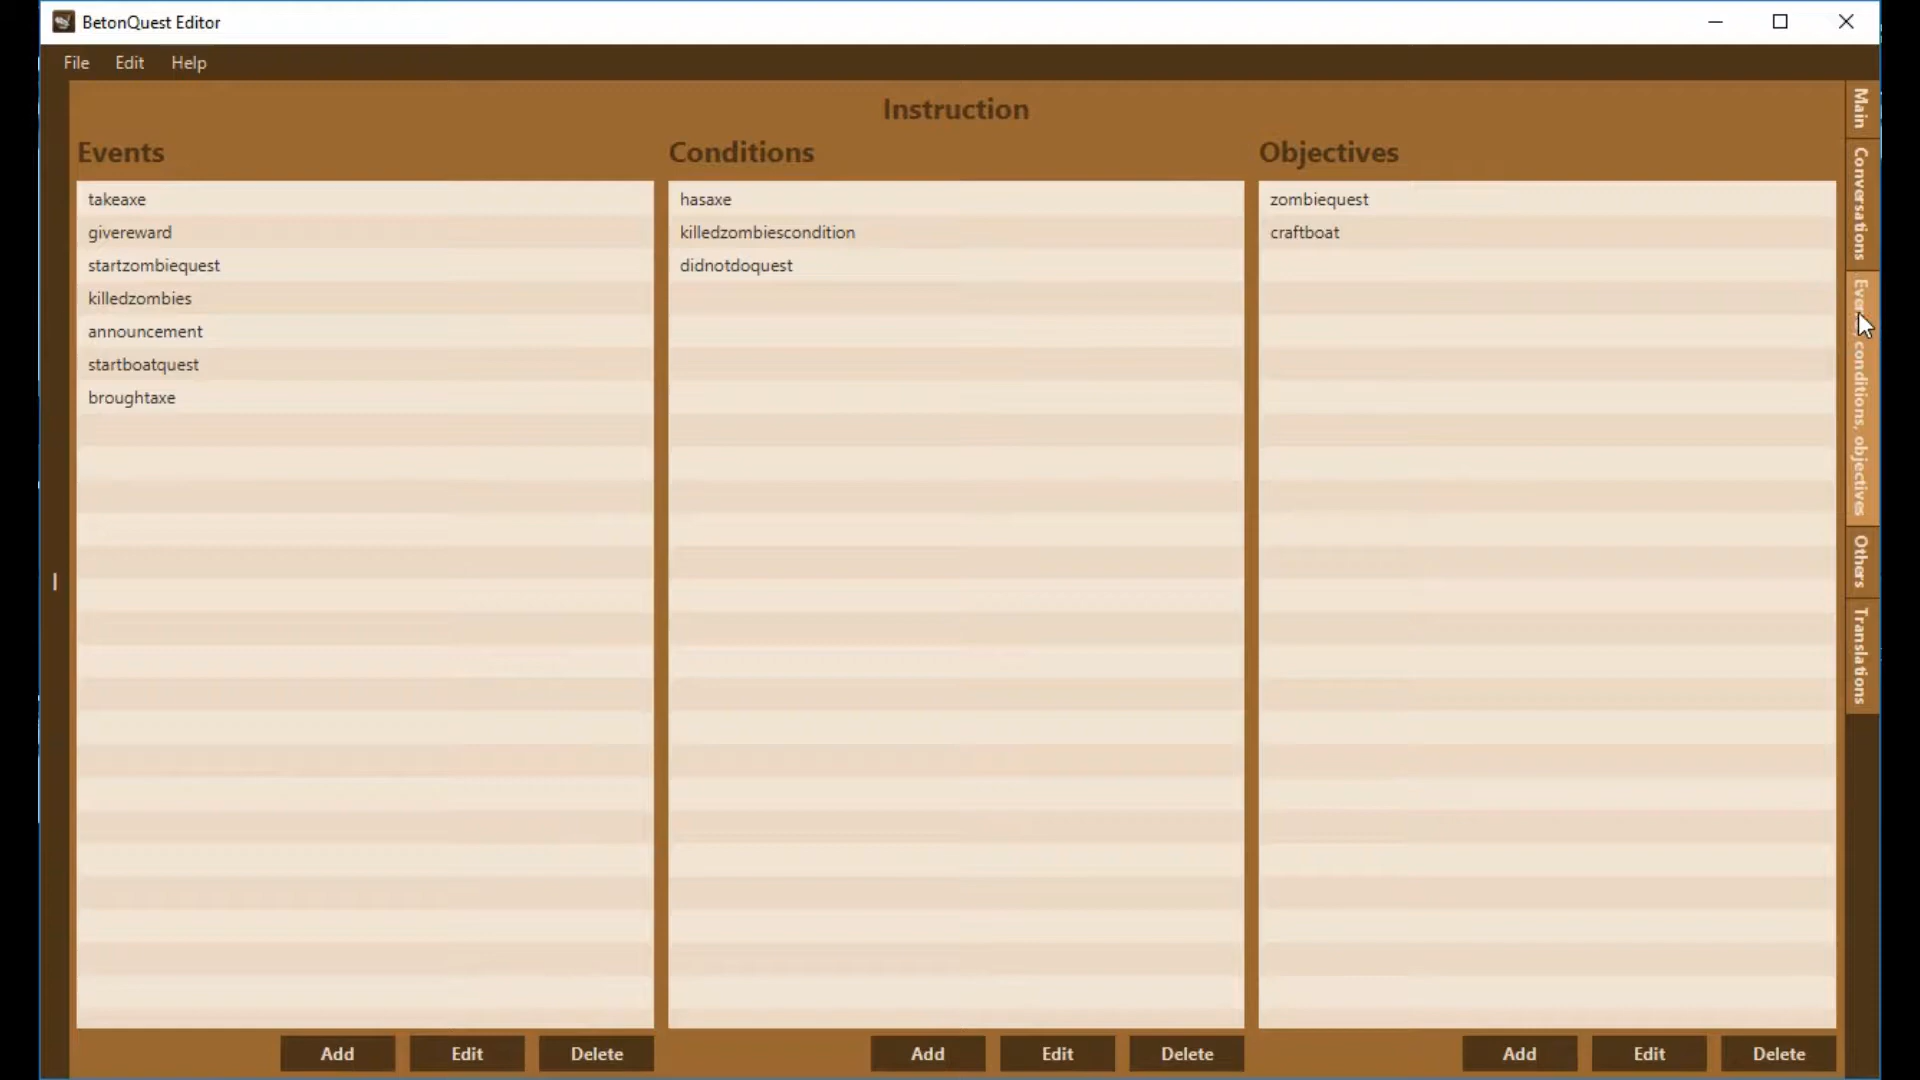 BetonQuest Editor
File Edit Help
Instruction
Events
takeaxe
givereward
startzombiequest
killedzombies
announcement
startboatquest
broughtaxe
Add Edit Delete
Conditions
hasaxe
killedzombiescondition
didnotdoquest
Add Edit Delete
Objectives
zombiequest
craftboat
Add Edit Delete
Main
Conversations
conditions, objectives
Others
Translations